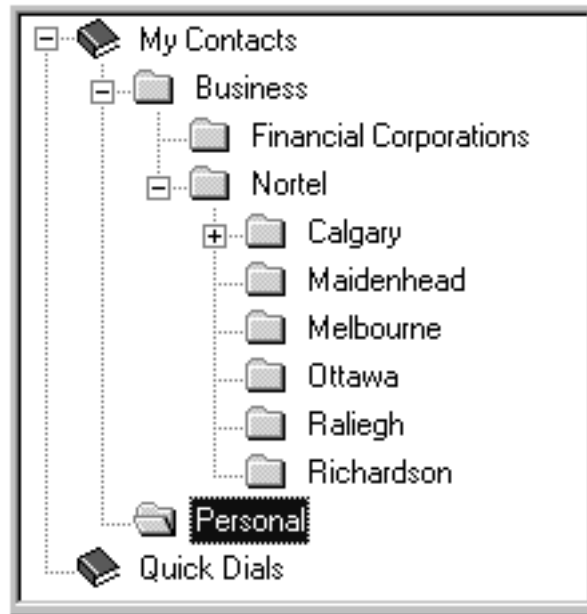 My Contacts
Business
Financial Corporations
Nortel
Calgary
Maidenhead
Melbourne
Ottawa
Raliegh
Richardson
Personal
Quick Dials